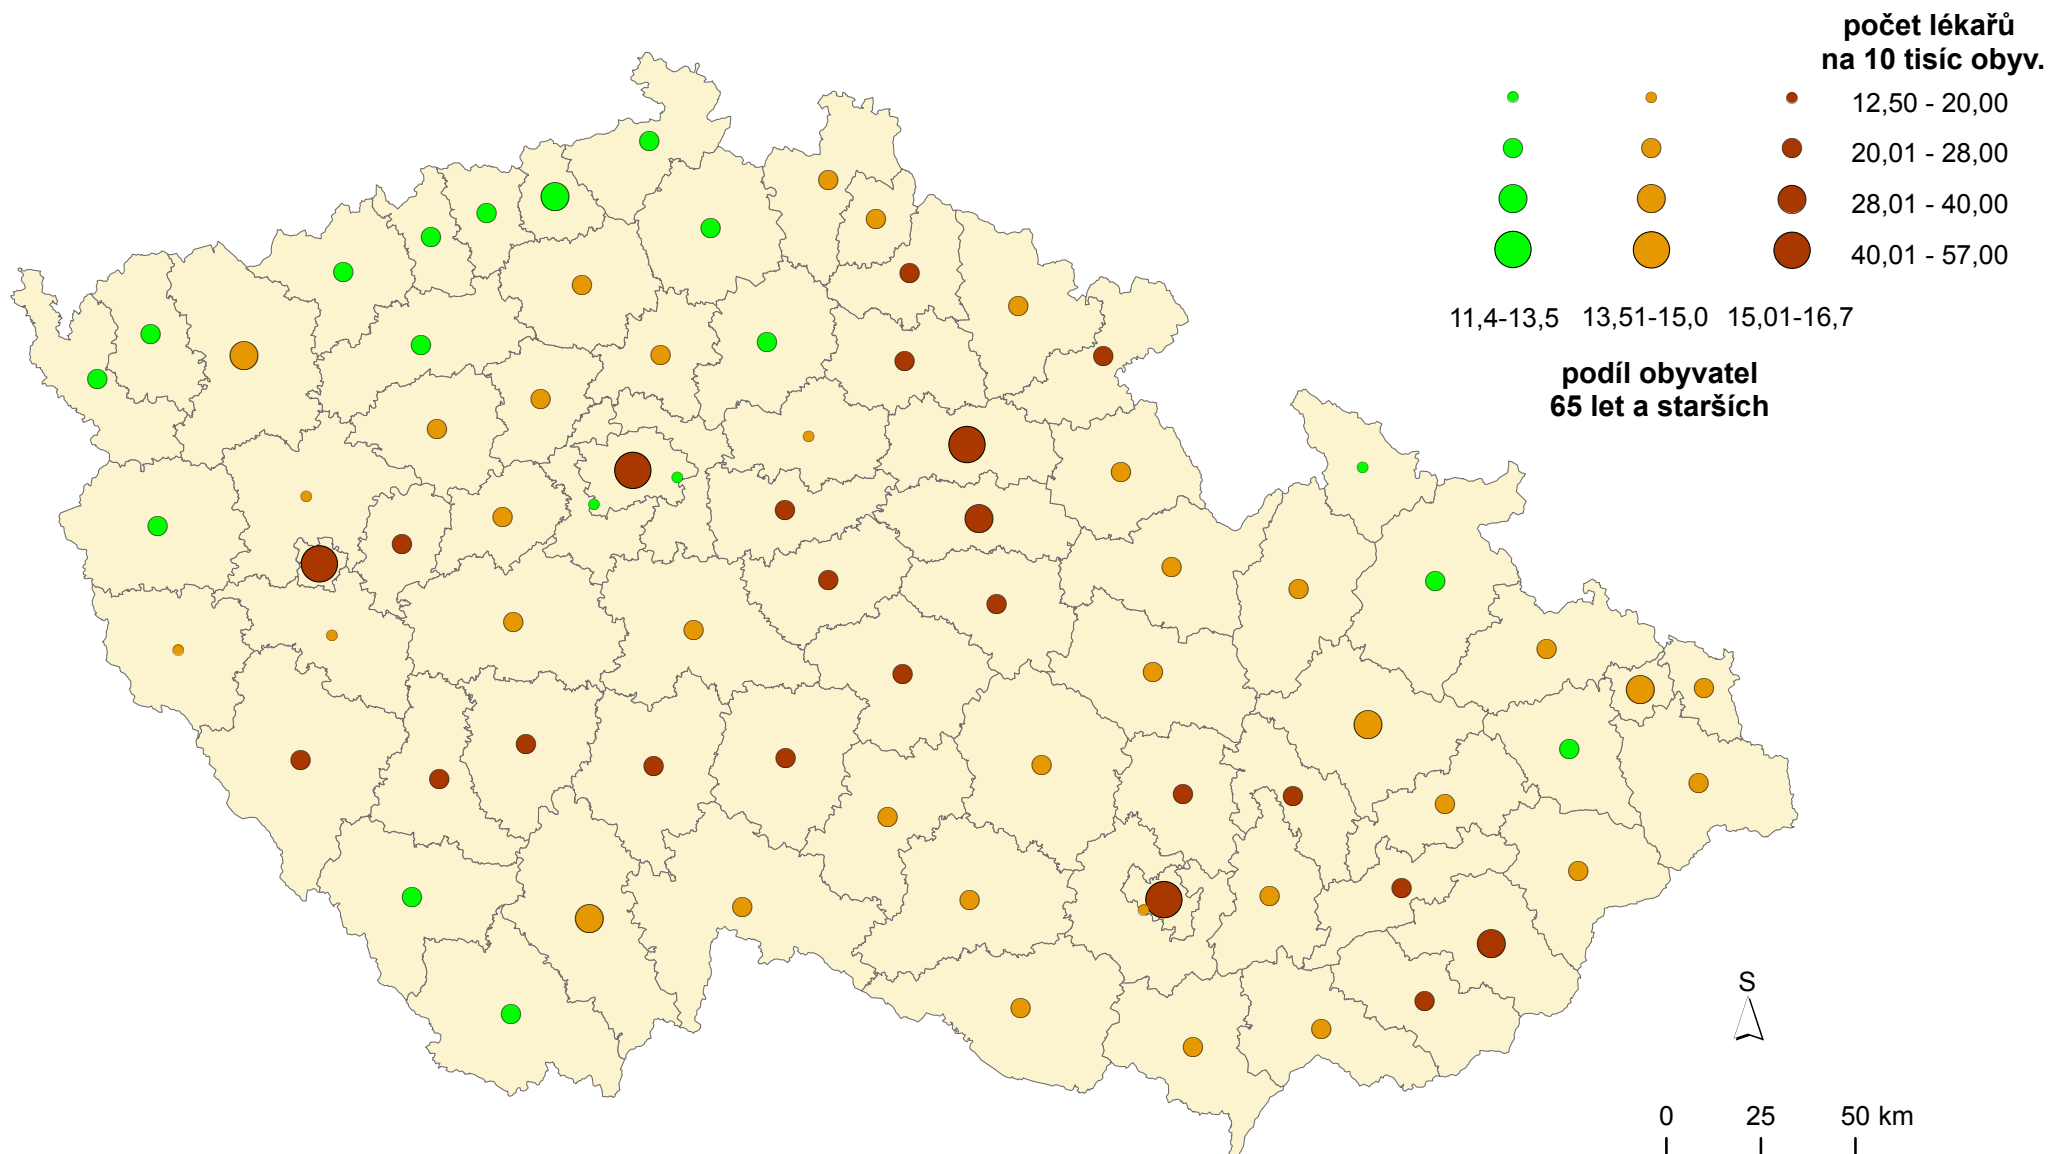 počet lékařů
na 10 tisíc obyv.
12,50 - 20,00
20,01 - 28,00
28,01 - 40,00
40,01 - 57,00
11,4-13,5 13,51-15,0 15,01-16,7
podíl obyvatel
65 let a starších
S
0 25 50 km